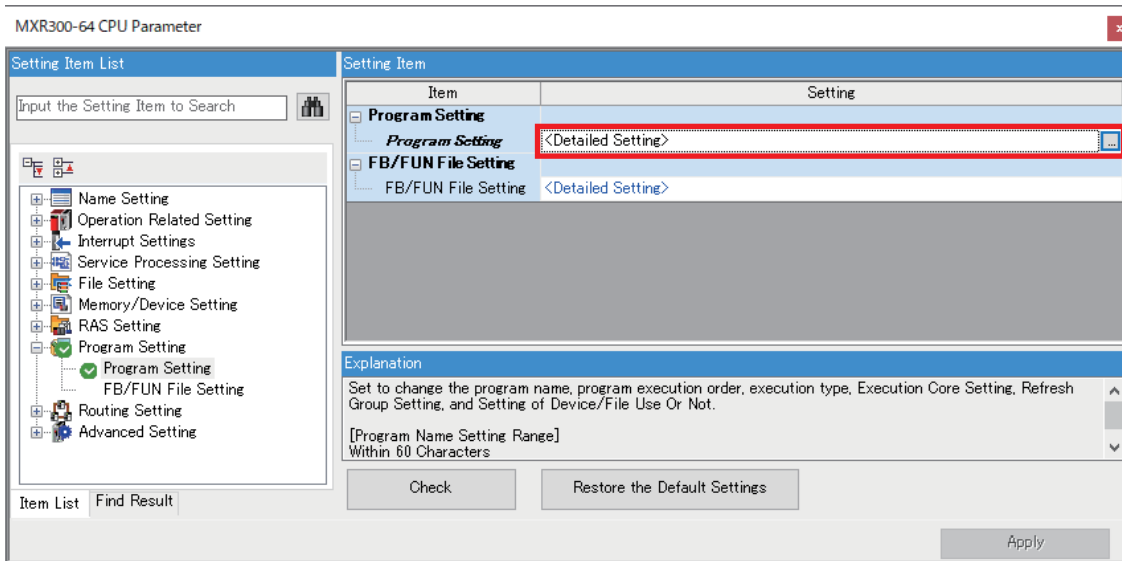 MXR300-64 CPU Parameter
Setting Item List
Input the Setting Item to Search
Name Setting
Operation Related Setting
Interrupt Settings
Service Processing Setting
File Setting
Memory/Device Setting
RAS Setting
Program Setting
Program Setting
FB/FUN File Setting
Routing Setting
Advanced Setting
Item List Find Result
Setting Item
Item Setting
Program Setting
Program Setting <Detailed Setting> ...
FB/FUN File Setting
FB/FUN File Setting <Detailed Setting>
Explanation
Set to change the program name, program execution order, execution type, Execution Core Setting, Refresh
Group Setting, and Setting of Device/File Use Or Not.
[Program Name Setting Range]
Within 60 Characters
Check Restore the Default Settings
Apply